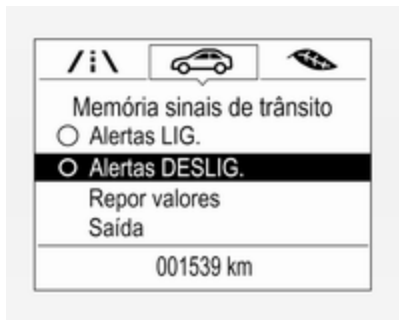 Memória sinais de trânsito
Alertas LIG.
Alertas DESLIG.
Repor valores
Saída
001539 km